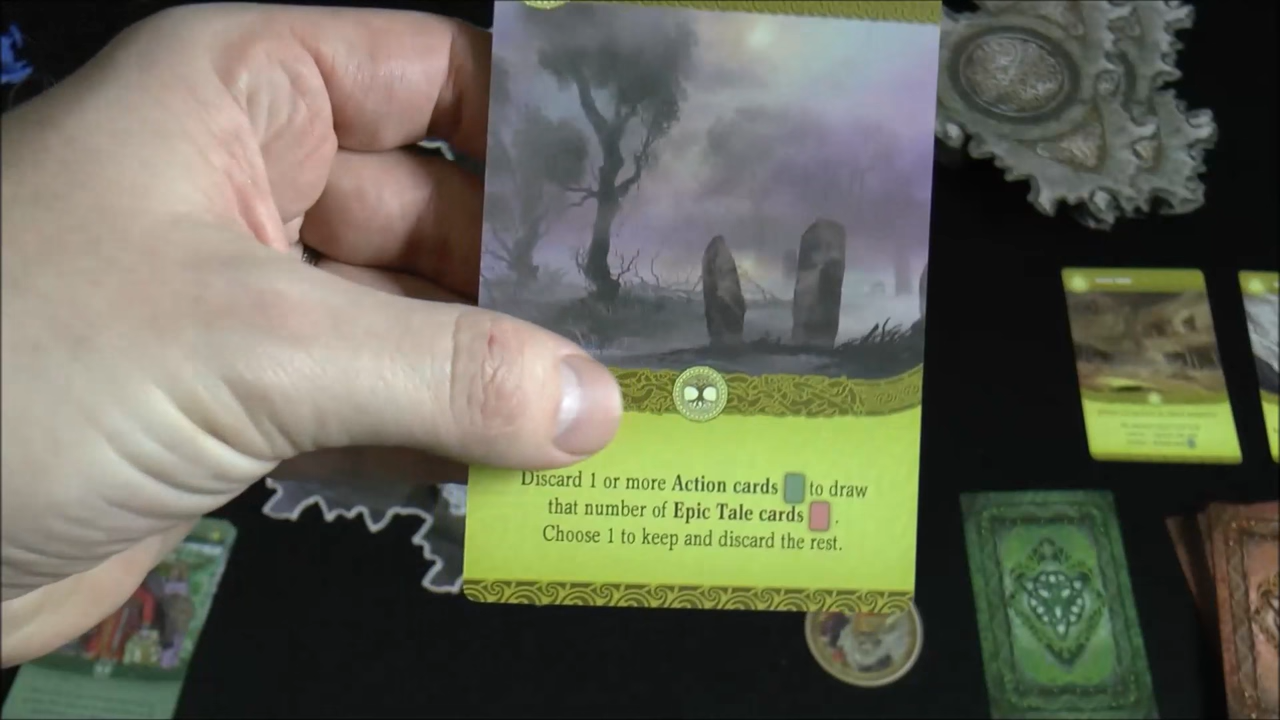 Discard 1 or more Action cards to draw
that number of Epic Tale cards .
Choose 1 to keep and discard the rest.